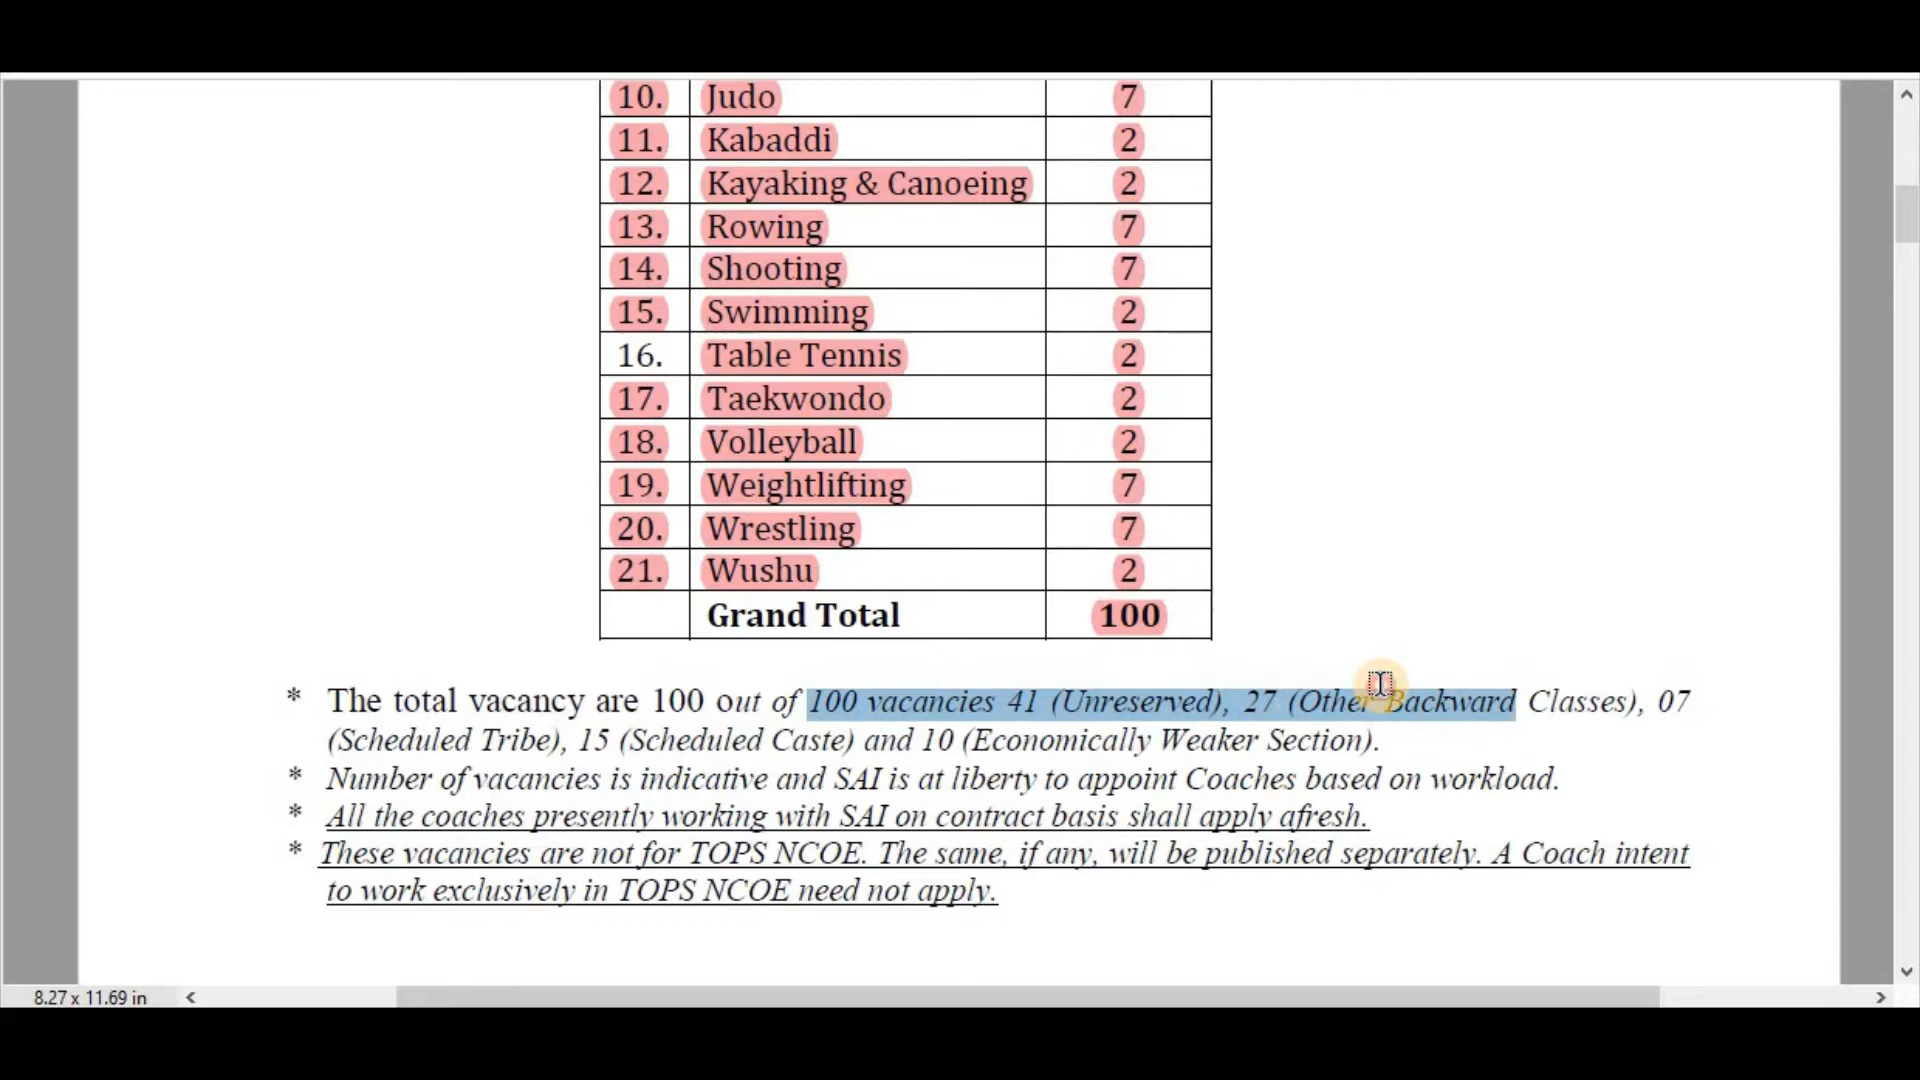 10. Judo 7
11. Kabaddi 2
12. Kayaking & Canoeing 2
13. Rowing 7
14. Shooting 7
15. Swimming 2
16. Table Tennis 2
17. Taekwondo 2
18. Volleyball 2
19. Weightlifting 7
20. Wrestling 7
21. Wushu 2
Grand Total 100
* The total vacancy are 100 out of 100 vacancies 41 (Unreserved), 27 (Other Backward Classes), 07
(Scheduled Tribe), 15 (Scheduled Caste) and 10 (Economically Weaker Section).
* Number of vacancies is indicative and SAI is at liberty to appoint Coaches based on workload.
* All the coaches presently working with SAI on contract basis shall apply afresh.
* These vacancies are not for TOPS NCOE. The same, if any, will be published separately. A Coach intent
to work exclusively in TOPS NCOE need not apply.
8.27 x 11.69 in